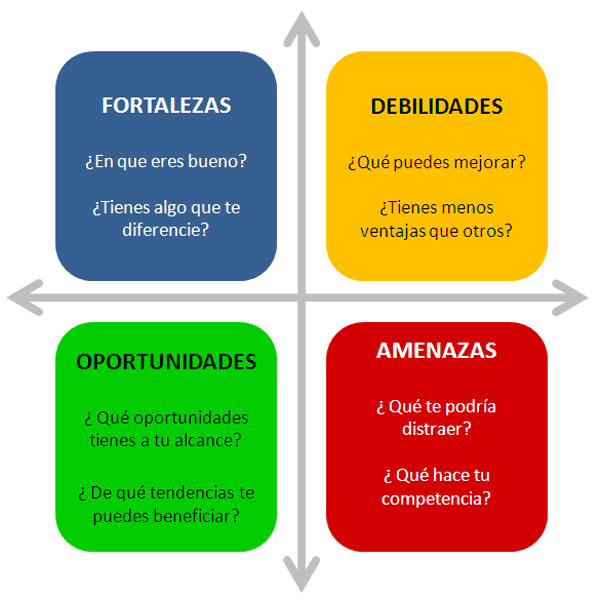 FORTALEZAS
¿En que eres bueno?
¿Tienes algo que te
diferencie?
DEBILIDADES
¿Qué puedes mejorar?
¿Tienes menos
ventajas que otros?
OPORTUNIDADES
¿ Qué oportunidades
tienes a tu alcance?
¿ De qué tendencias te
puedes beneficiar?
AMENAZAS
¿ Qué te podría
distraer?
¿ Qué hace tu
competencia?